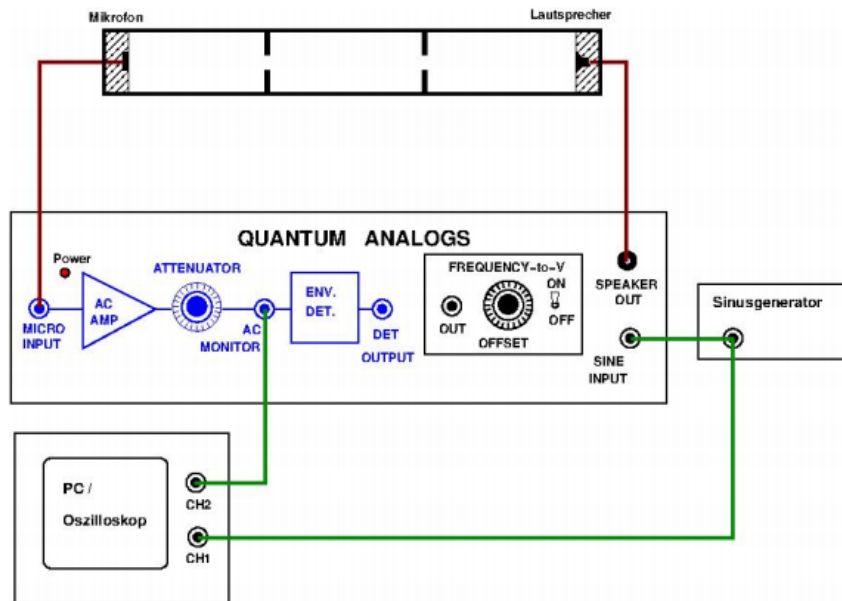 Mikrofon
Lautsprecher
QUANTUM ANALOGS
Power
ATTENUATOR
AC
AMP
MICRO
INPUT
AC
MONITOR
ENV.
DET.
DET
OUTPUT
FREQUENCY-to-V
ON
OFF
OUT
OFFSET
SPEAKER
OUT
SINE
INPUT
Sinusgenerator
PC /
Oszilloskop
CH2
CH1